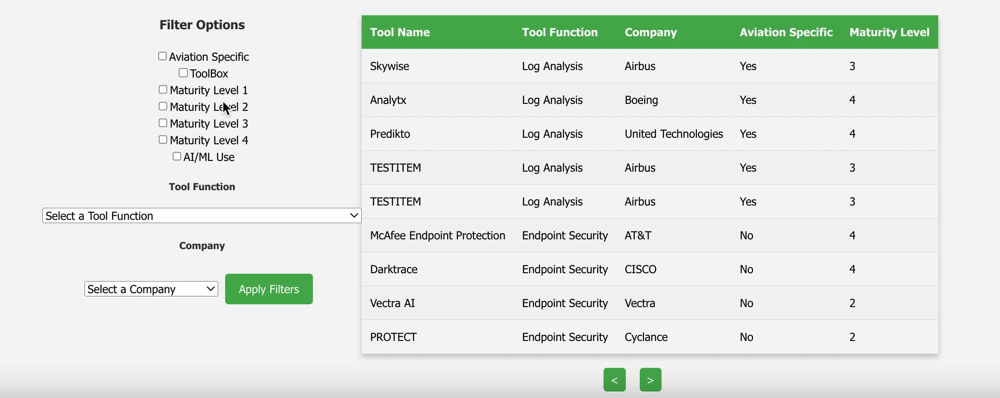 Filter Options
Aviation Specific
ToolBox
Maturity Level 1
Maturity Level 2
Maturity Level 3
Maturity Level 4
AI/ML Use
Tool Function
Select a Tool Function
Company
Select a Company
Apply Filters
Tool Name Tool Function Company Aviation Specific Maturity Level
Skywise Log Analysis Airbus Yes 3
Analytx Log Analysis Boeing Yes 4
Predikto Log Analysis United Technologies Yes 4
TESTITEM Log Analysis Airbus Yes 3
TESTITEM Log Analysis Airbus Yes 3
McAfee Endpoint Protection Endpoint Security AT&T No 4
Darktrace Endpoint Security CISCO No 4
Vectra AI Endpoint Security Vectra No 2
PROTECT Endpoint Security Cyclance No 2
< >